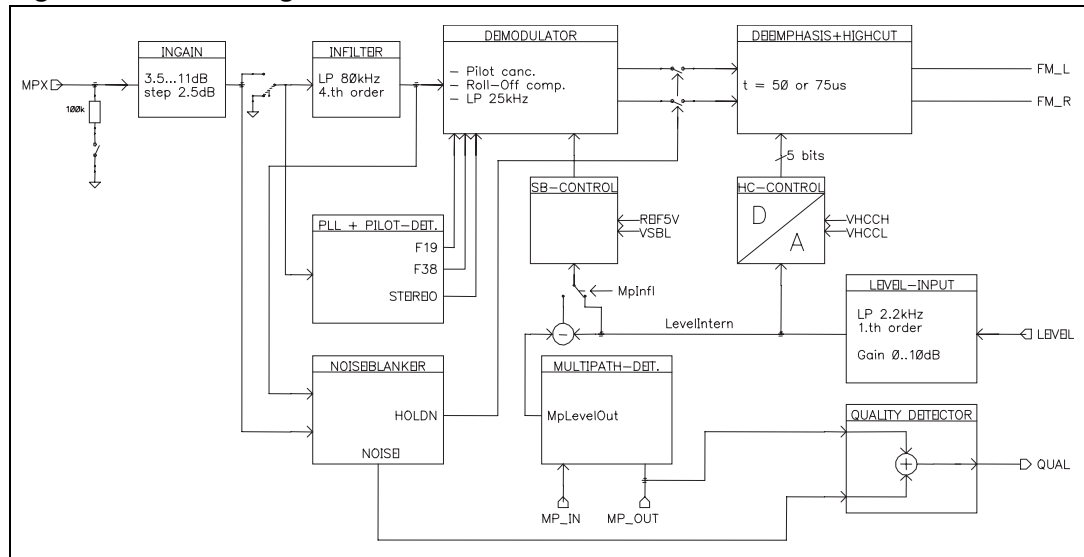 DEMODULATOR
DEEMPHASIS+HIGHCUT
INGAIN
INFILTER
MPX
3.5...11dB
step 2.5dB
LP 80kHz
4.th order
- Pilot canc.
- Roll-Off comp.
- LP 25kHz
t = 50 or 75us
FM_L
FM_R
100k
5 bits
SB-CONTROL
HC-CONTROL
D
A
REF5V
VSBL
VHCCH
VHCCL
PLL + PILOT-DET.
F19
F38
STEREO
MpInfl
LEVEL-INPUT
LP 2.2kHz
1.th order
Gain 0..10dB
LEVEL
LevelIntern
-
NOISEBLANKER
HOLDN
NOISE
MULTIPATH-DET.
MpLevelOut
QUALITY DETECTOR
+
QUAL
MP_IN
MP_OUT